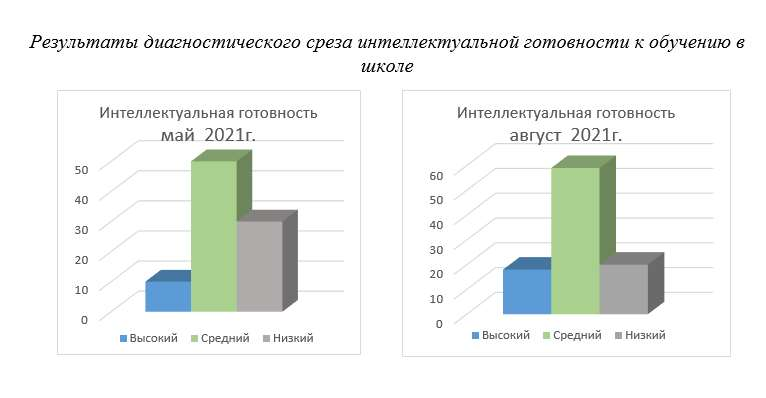 Результаты диагностического среза интеллектуальной готовности к обучению в
школе
Интеллектуальная готовность
май 2021г.
50
40
30
20
10
0
Высокий Средний Низкий
Интеллектуальная готовность
август 2021г.
60
50
40
30
20
10
0
Высокий Средний Низкий